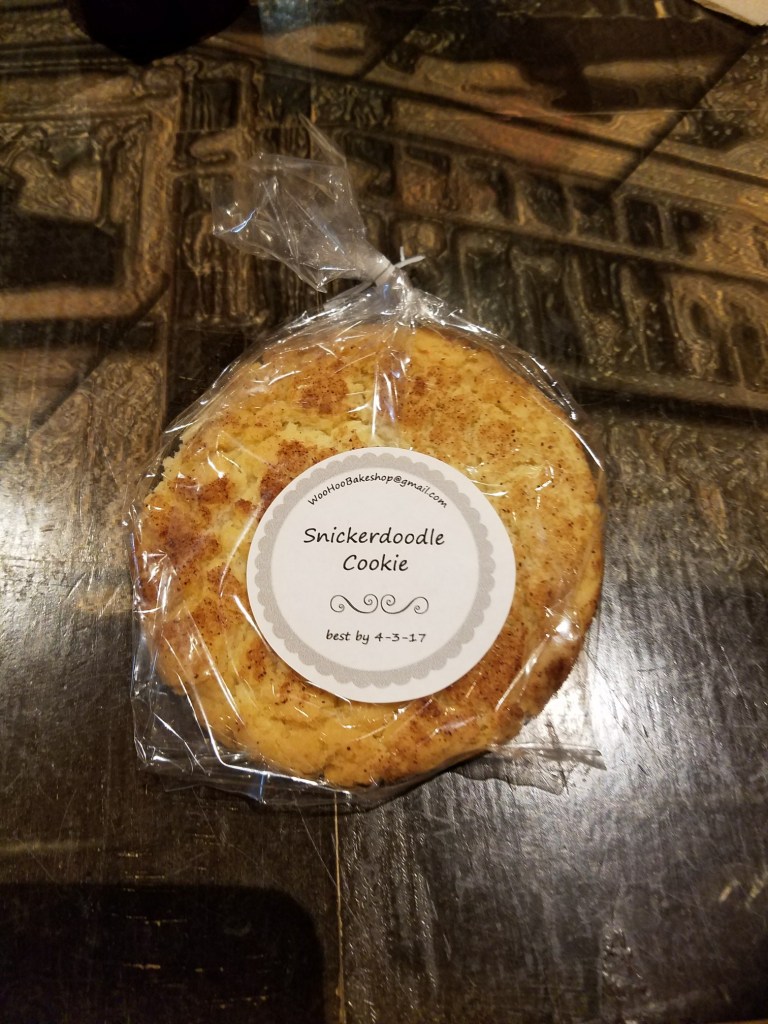 WooHooBakeshop@gmail.com
Snickerdoodle
Cookie
best by 4-3-17